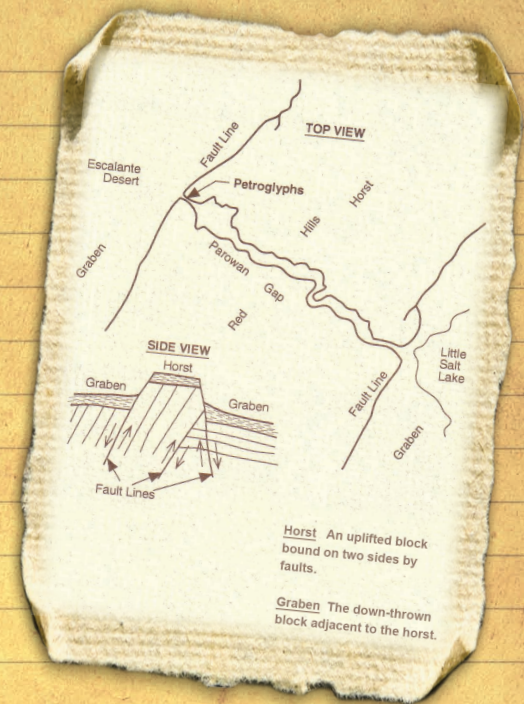 TOP VIEW
Fault Line
Escalante
Desert
Petroglyphs
Horst
Hills
Graben
Parowan
Gap
Red
Little
Salt
Lake
Fault Line
Graben
SIDE VIEW
Horst
Graben
Graben
Fault Lines
Horst An uplifted block
bound on two sides by
faults.
Graben The down-thrown
block adjacent to the horst.